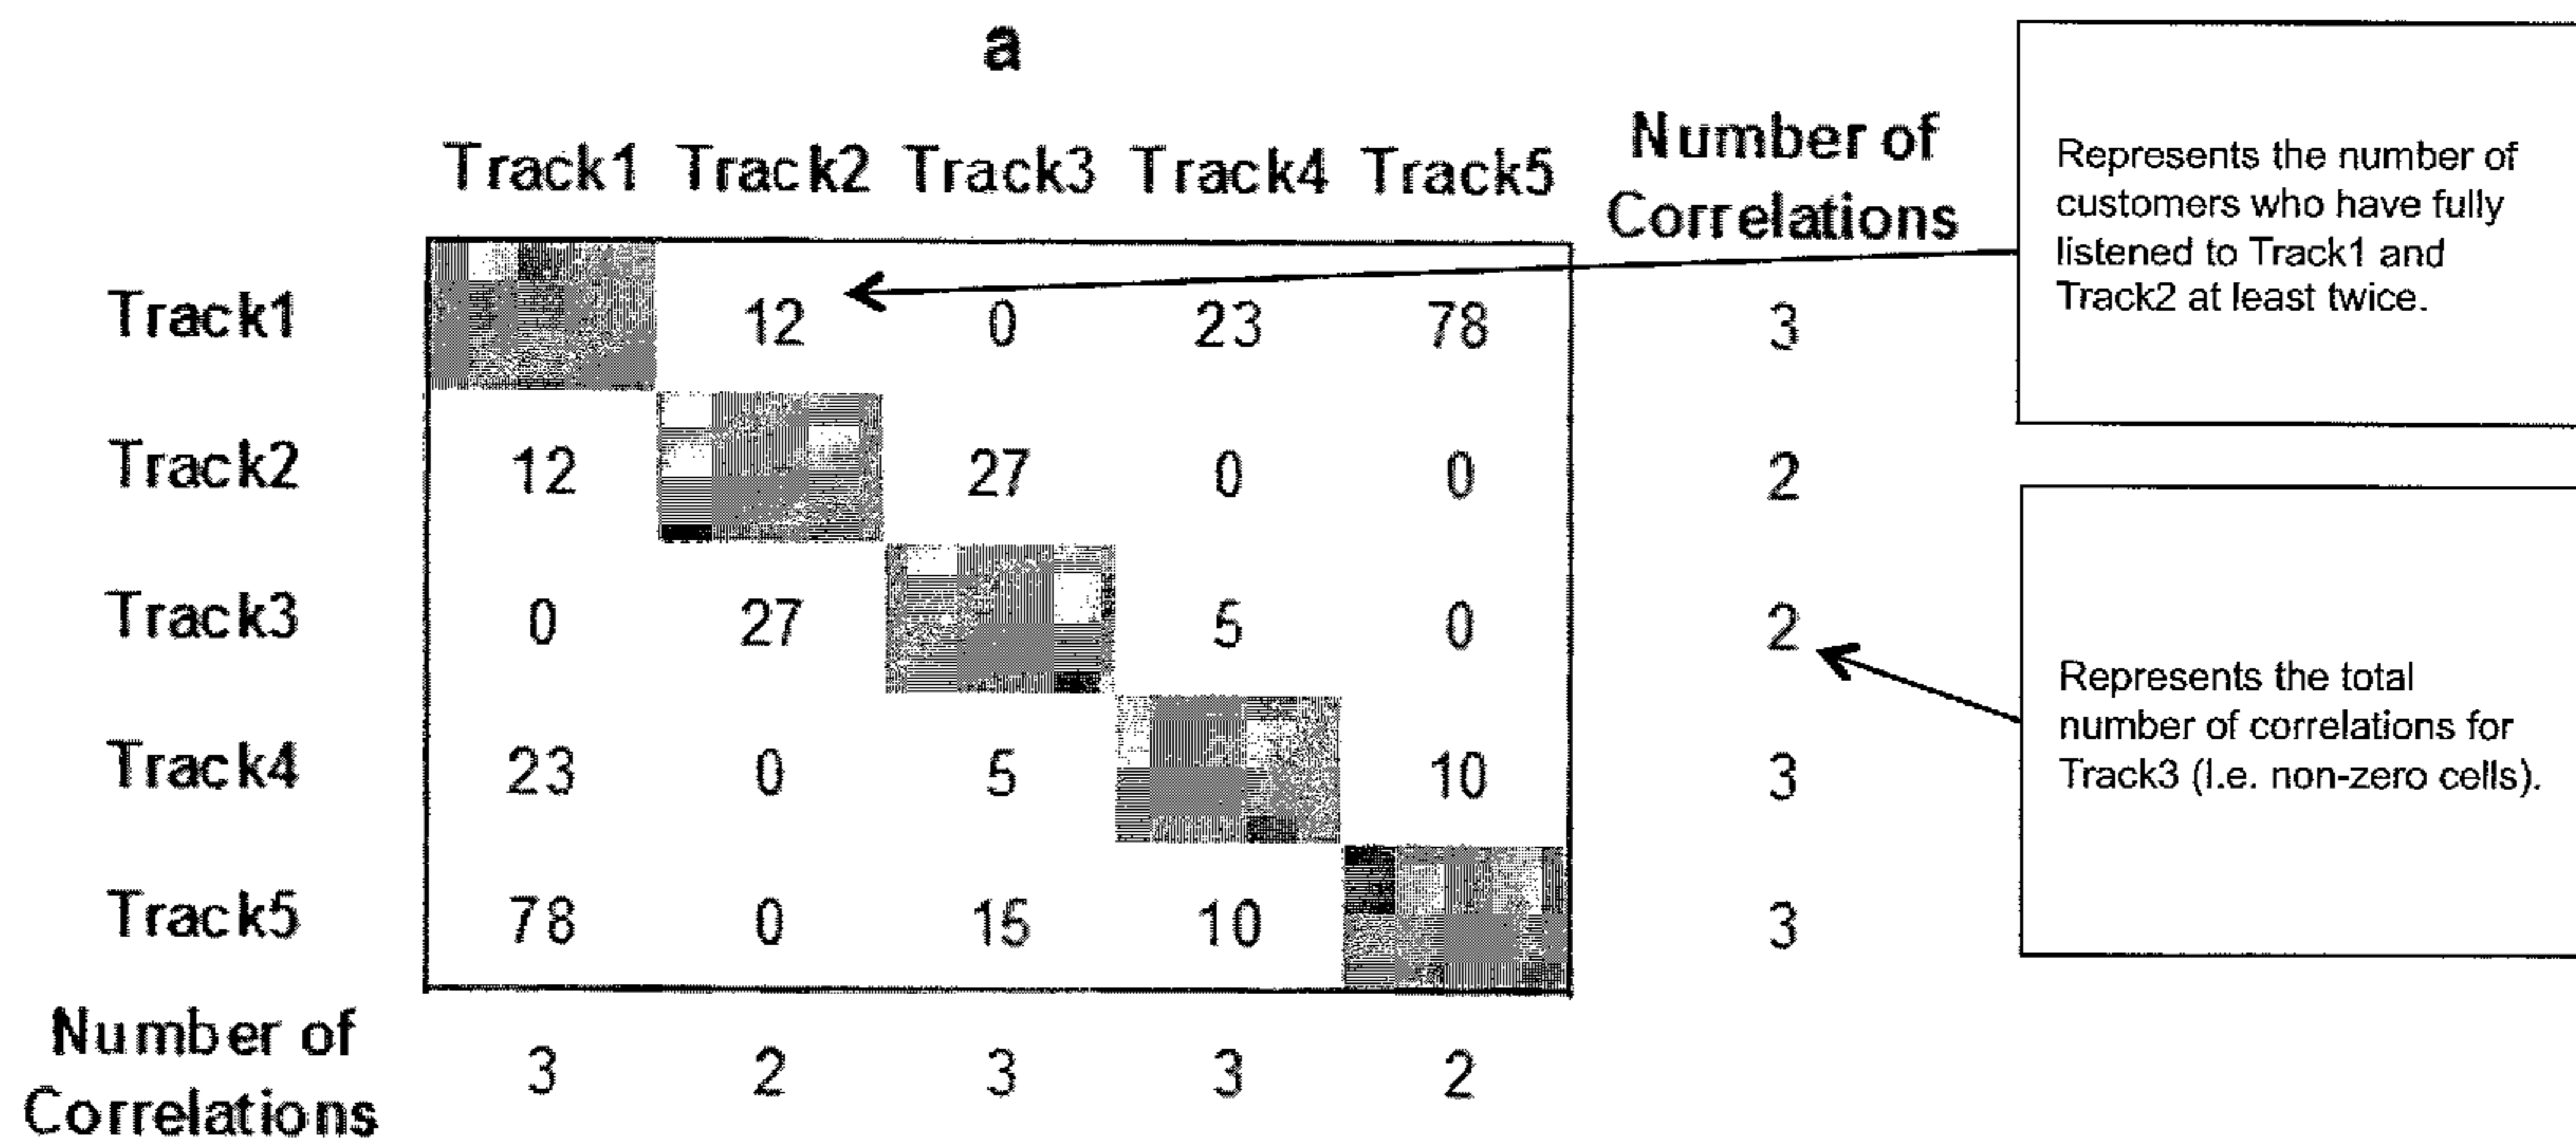 a
Track1 Track2 Track3 Track4 Track5 Number of
Correlations
Track1 12 0 23 78 3
Track2 12 27 0 0 2
Track3 0 27 5 0 2
Track4 23 0 5 10 3
Track5 78 0 15 10 3
Number of
Correlations 3 2 3 3 2
Represents the number of
customers who have fully
listened to Track1 and
Track2 at least twice.
Represents the total
number of correlations for
Track3 (I.e. non-zero cells).